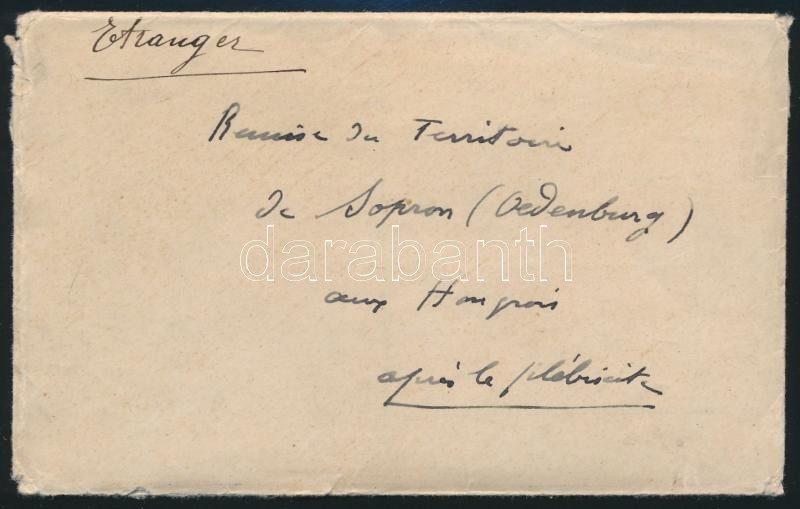 Etranger
Remise du Territoire
de Sopron (Oedenburg)
darabanth
aux Hongrois
après le plébiscite